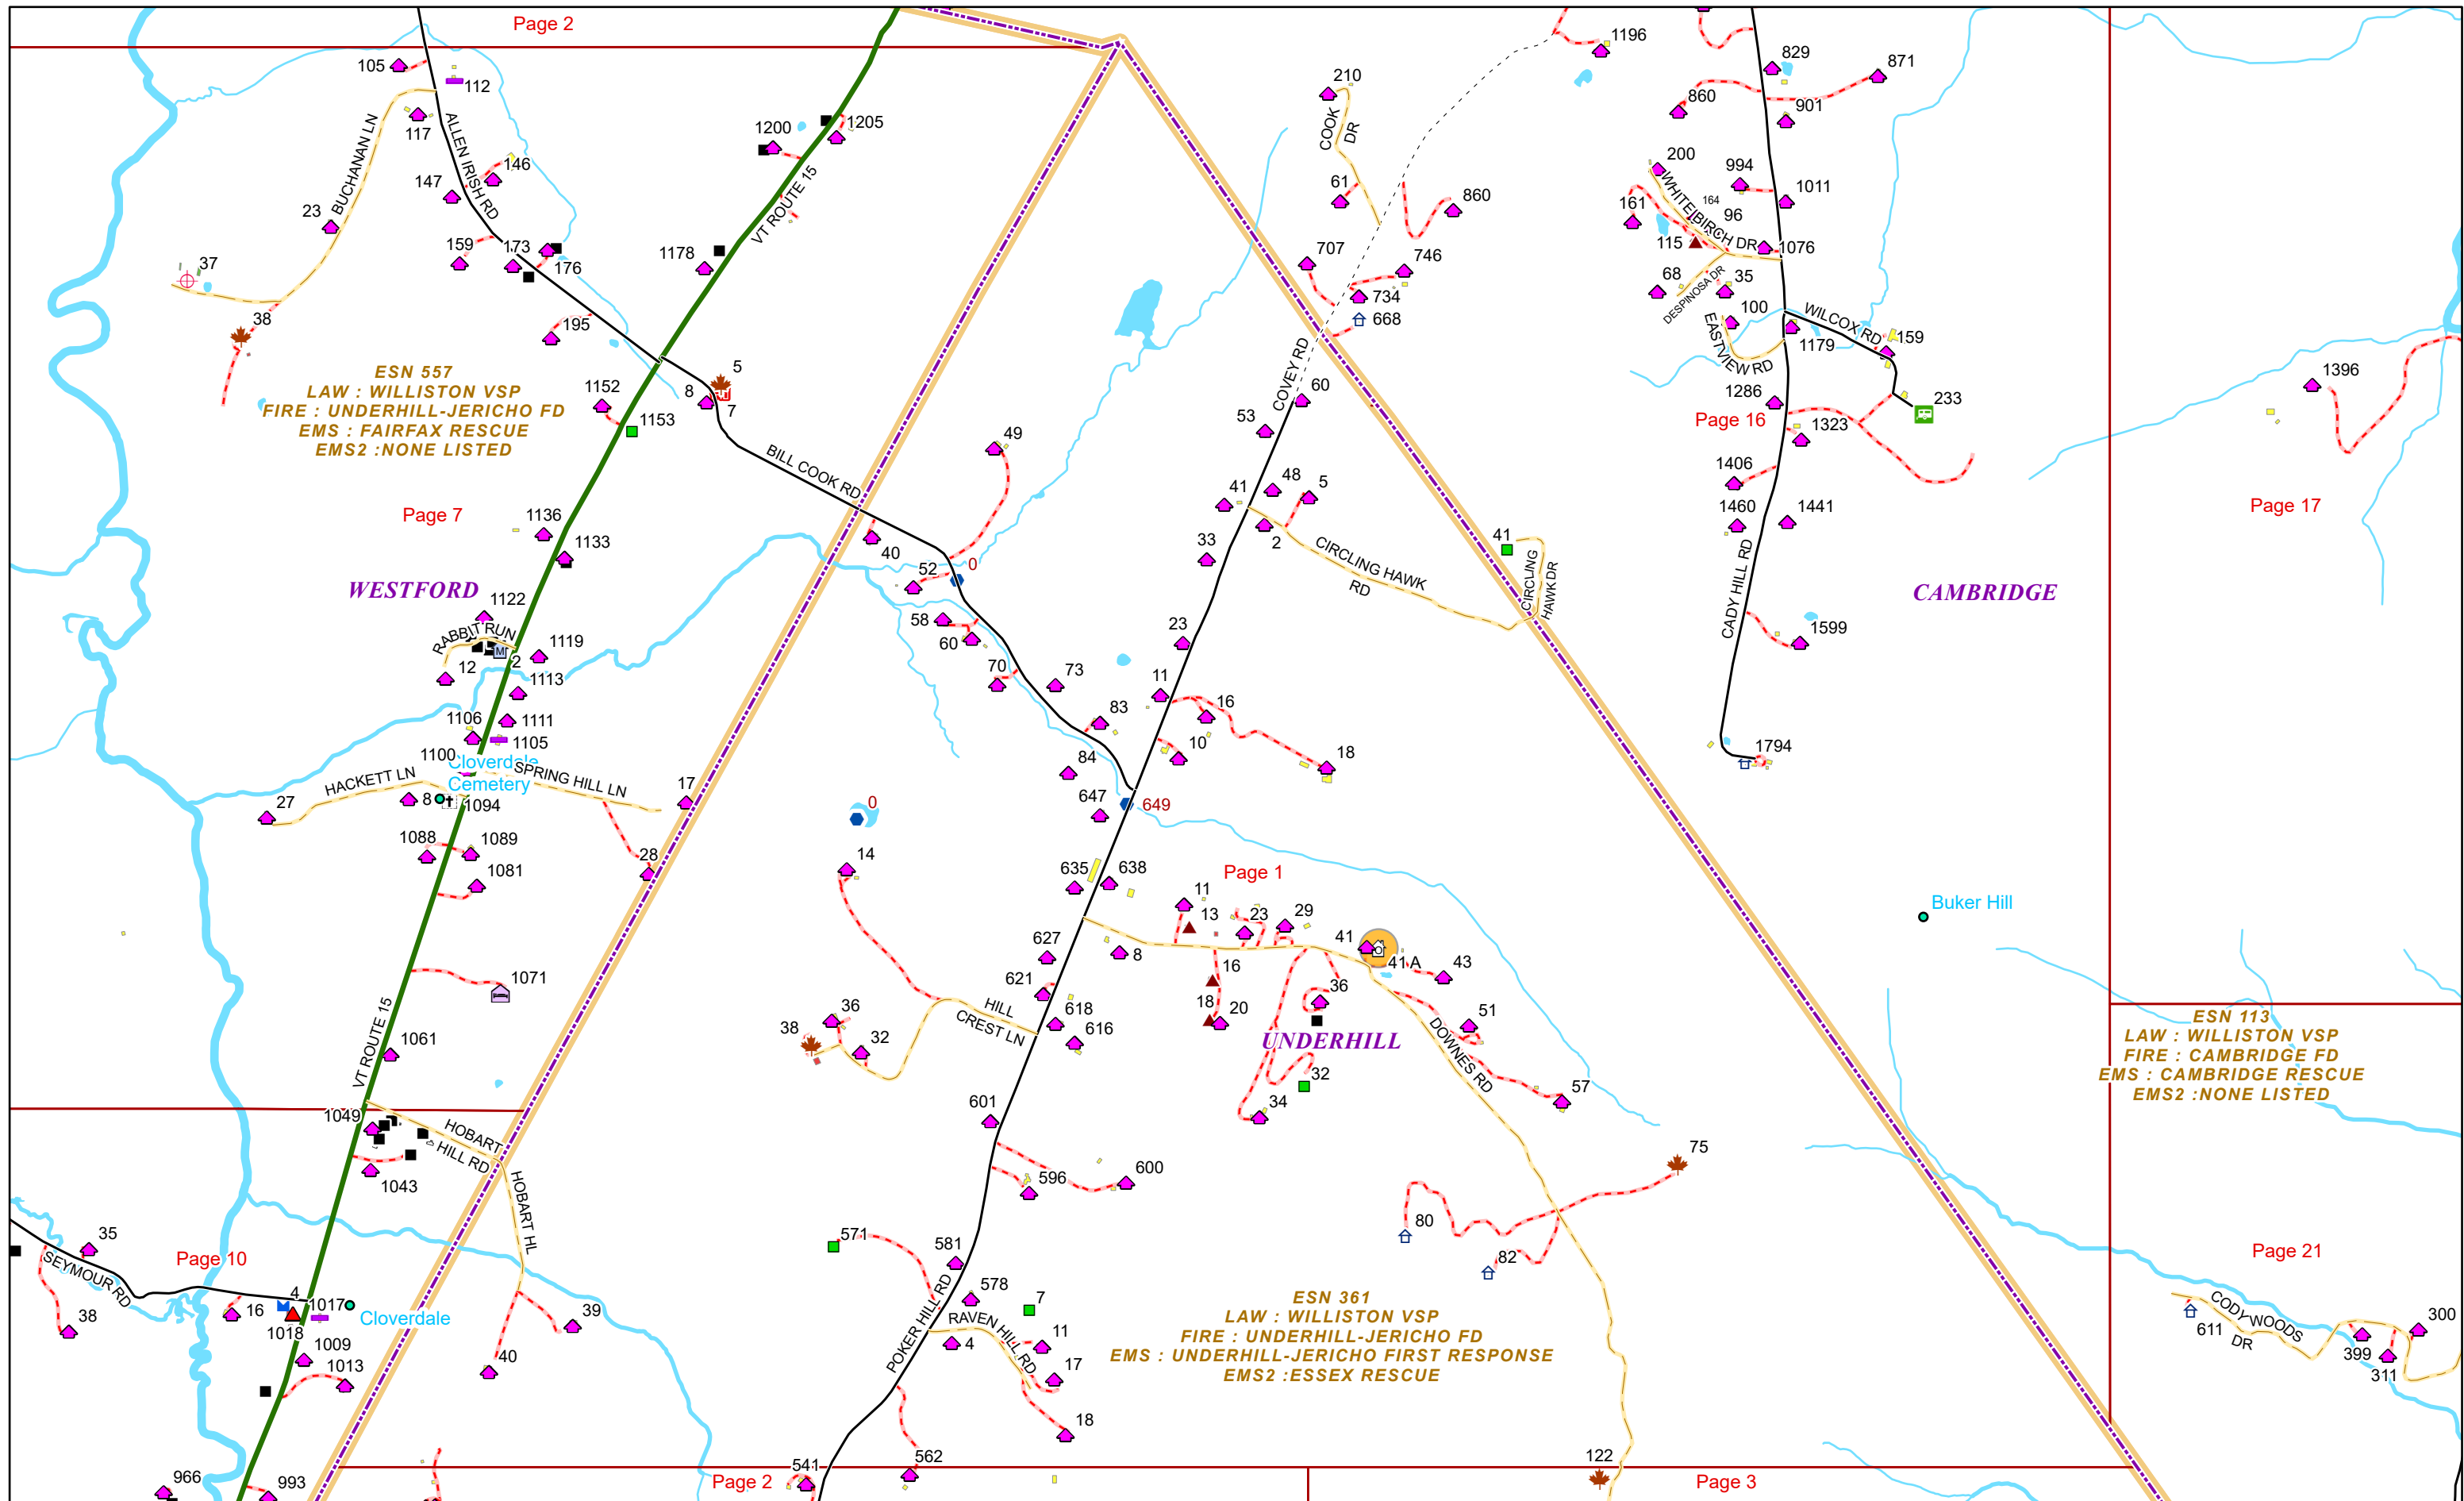 Page 2
105
112
117
ALLEN IRISH RD
BUCHANAN LN
146
147
23
159
173
176
37
38
195
1200
1205
VT ROUTE 15
1178
ESN 557
LAW : WILLISTON VSP
FIRE : UNDERHILL-JERICHO FD
EMS : FAIRFAX RESCUE
EMS2 :NONE LISTED
1152
1153
5
8
7
BILL COOK RD
49
Page 7
1136
1133
40
52
0
WESTFORD
1122
RABBIT RUN
2
12
1119
1113
1111
1106
1105
1100
Cloverdale
Cemetery
HACKETT LN
SPRING HILL LN
8
1094
27
17
28
1088
1089
1081
1071
VT ROUTE 15
1061
1049
HOBART
HILL RD
1043
HOBART HL
SEYMOUR RD
35
38
Page 10
16
4
1017
1018
Cloverdale
1009
1013
39
40
966
993
210
COOK
DR
61
1196
860
707
746
734
668
COVEY RD
60
53
48
5
41
2
33
CIRCLING HAWK
RD
41
CIRCLING
HAWK DR
23
58
60
70
73
83
84
11
16
10
18
647
649
0
14
635
638
Page 1
11
13
23
29
41
41 A
43
8
627
621
618
616
16
18
20
36
UNDERHILL
51
DOWNES RD
57
32
34
HILL
CREST LN
36
38
32
601
596
600
75
80
82
571
581
578
7
RAVEN HILL RD
4
11
17
18
POKER HILL RD
562
541
Page 2
ESN 361
LAW : WILLISTON VSP
FIRE : UNDERHILL-JERICHO FD
EMS : UNDERHILL-JERICHO FIRST RESPONSE
EMS2 :ESSEX RESCUE
122
Page 3
829
871
860
901
200
994
1011
WHITE BIRCH DR
164
96
161
115
1076
68
35
DESPINOSA DR
100
EASTVIEW RD
WILCOX RD
159
1179
233
1286
Page 16
1323
1406
1460
1441
CADY HILL RD
1599
1794
CAMBRIDGE
1396
Page 17
Buker Hill
ESN 113
LAW : WILLISTON VSP
FIRE : CAMBRIDGE FD
EMS : CAMBRIDGE RESCUE
EMS2 :NONE LISTED
Page 21
CODY WOODS
DR
611
399
311
300